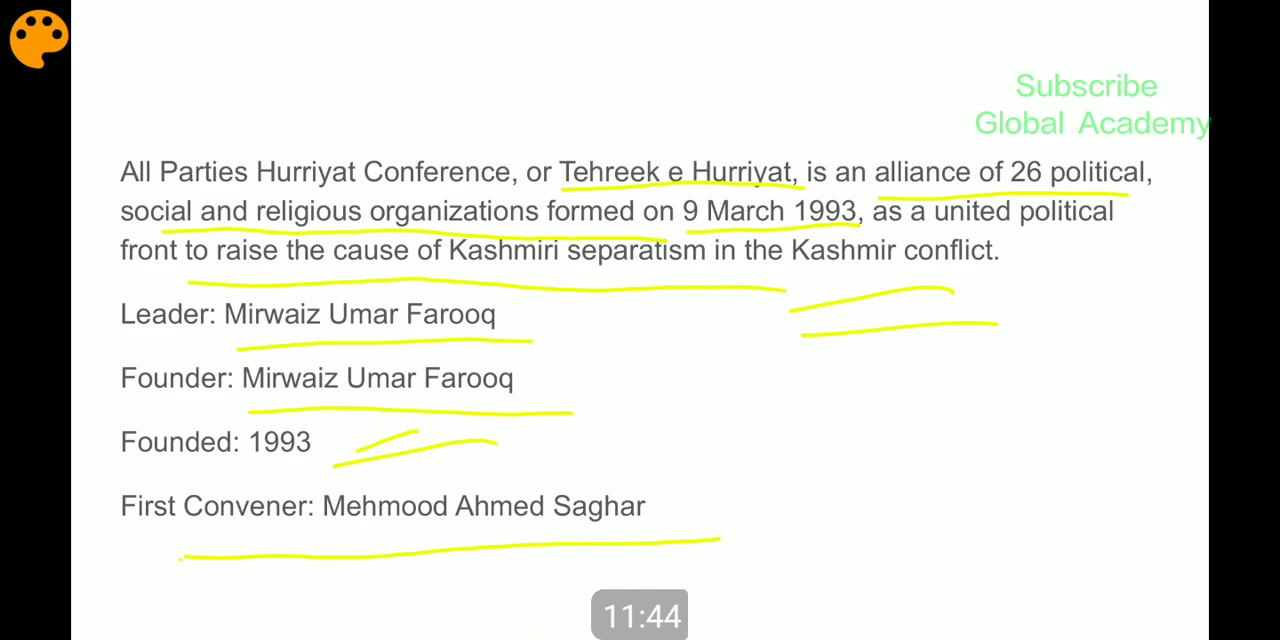 Subscribe
Global Academy
All Parties Hurriyat Conference, or Tehreek e Hurriyat, is an alliance of 26 political,
social and religious organizations formed on 9 March 1993, as a united political
front to raise the cause of Kashmiri separatism in the Kashmir conflict.
Leader: Mirwaiz Umar Farooq
Founder: Mirwaiz Umar Farooq
Founded: 1993
First Convener: Mehmood Ahmed Saghar
11:44